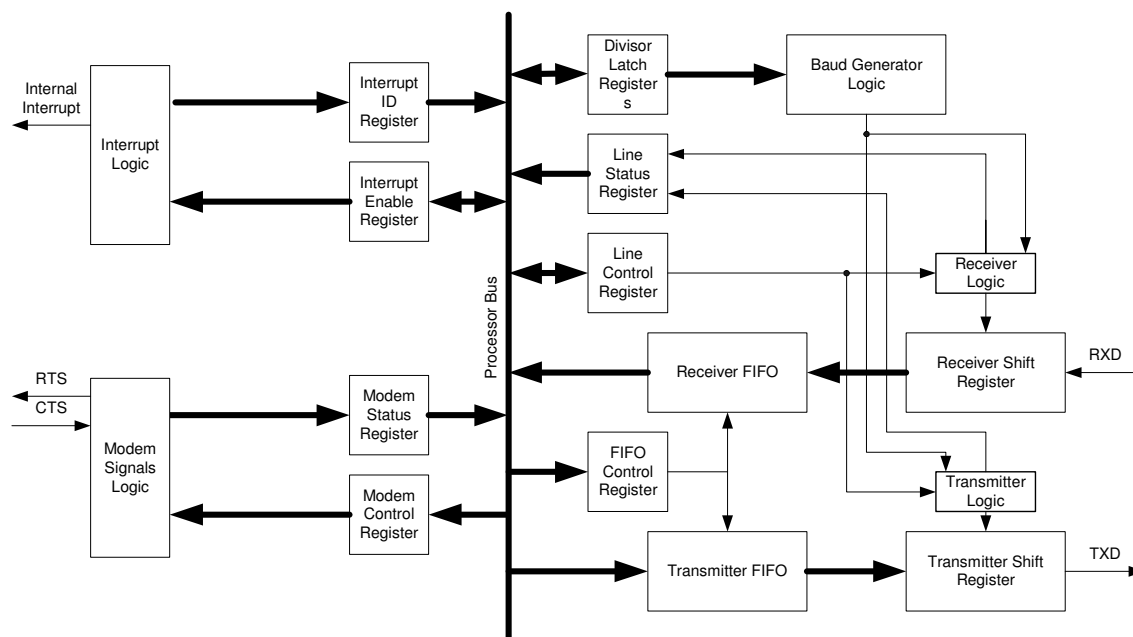 Internal
Interrupt
Interrupt
Logic
Interrupt
ID
Register
Interrupt
Enable
Register
RTS
CTS
Modem
Signals
Logic
Modem
Status
Register
Modem
Control
Register
Processor Bus
Divisor
Latch
Register
s
Baud Generator
Logic
Line
Status
Register
Line
Control
Register
Receiver
Logic
Receiver FIFO
Receiver Shift
Register
RXD
FIFO
Control
Register
Transmitter
Logic
Transmitter FIFO
Transmitter Shift
Register
TXD